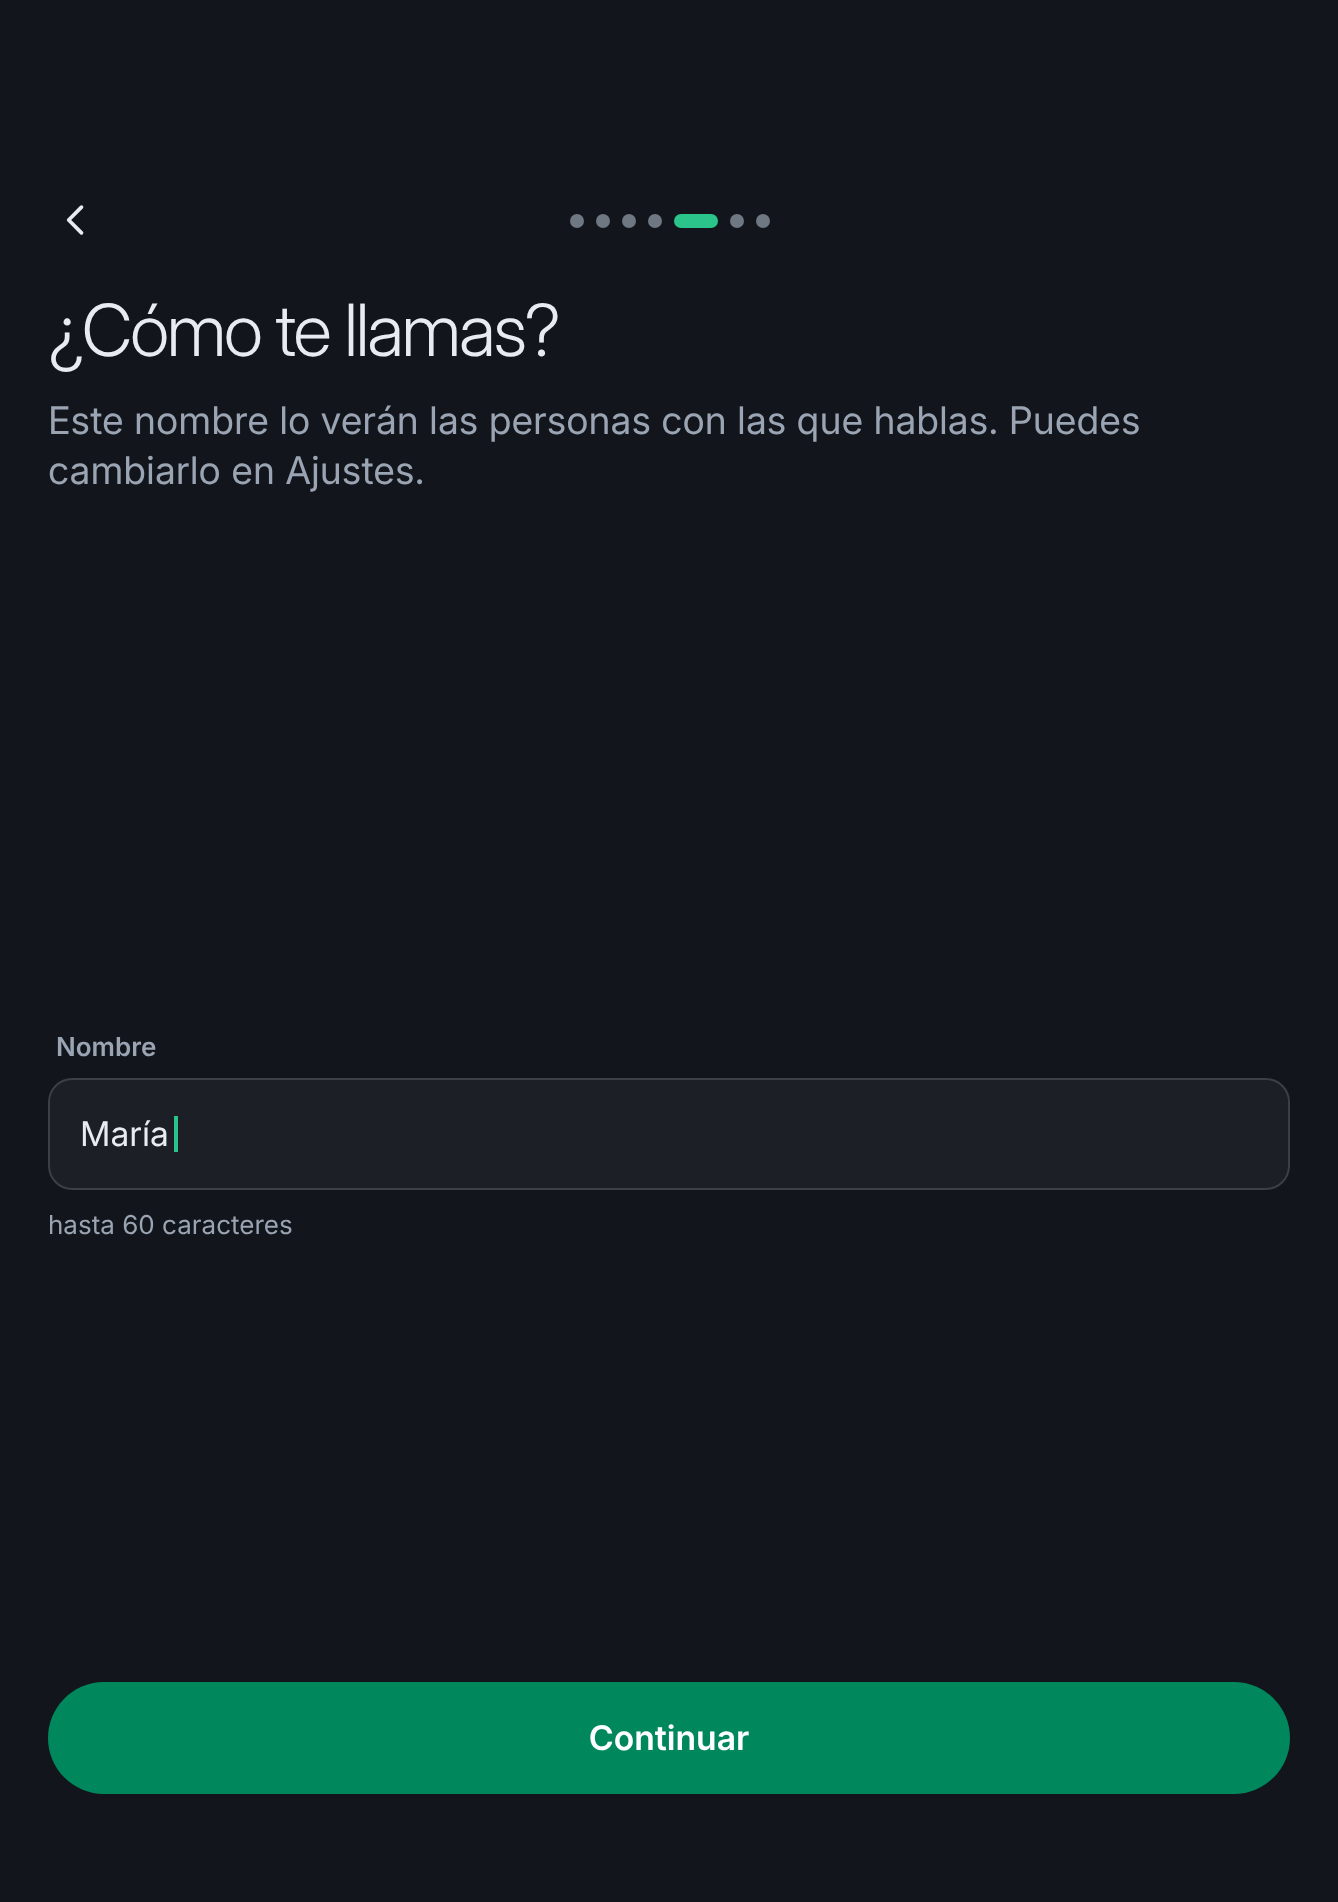 ¿Cómo te llamas?
Este nombre lo verán las personas con las que hablas. Puedes
cambiarlo en Ajustes.
Nombre
María
hasta 60 caracteres
Continuar